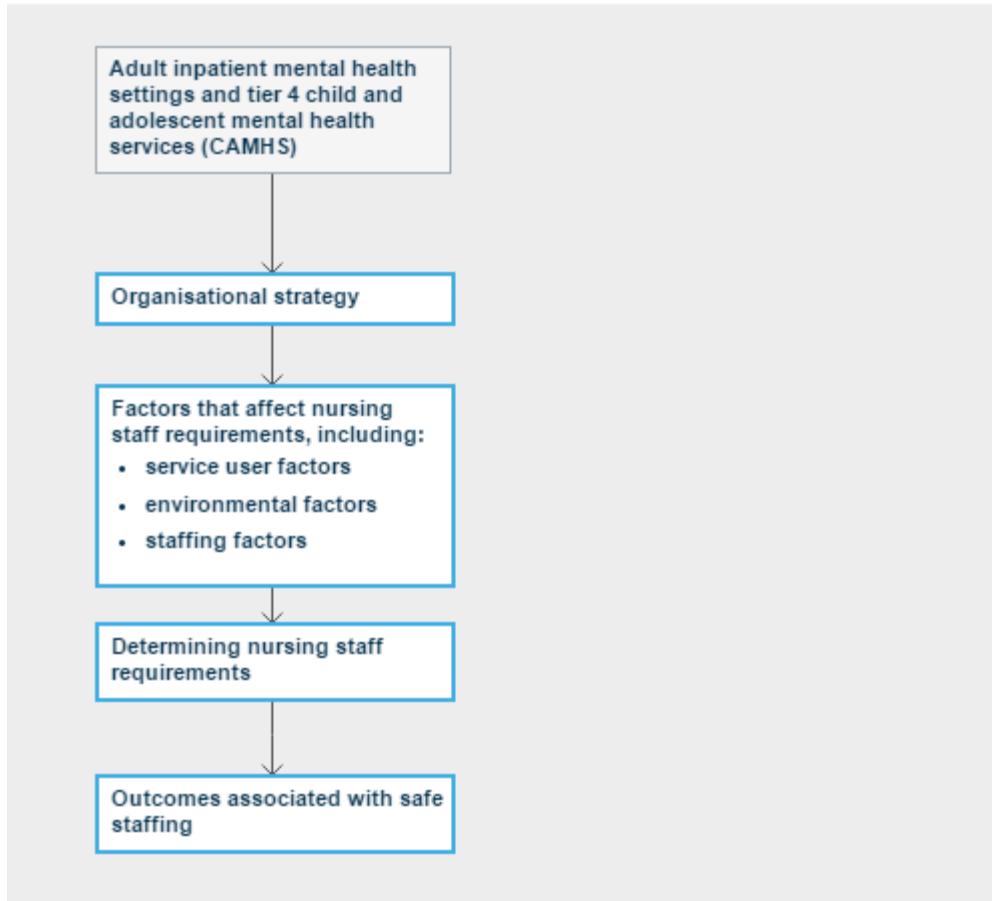 Adult inpatient mental health
settings and tier 4 child and
adolescent mental health
services (CAMHS)
Organisational strategy
Factors that affect nursing
staff requirements, including:
• service user factors
• environmental factors
• staffing factors
Determining nursing staff
requirements
Outcomes associated with safe
staffing